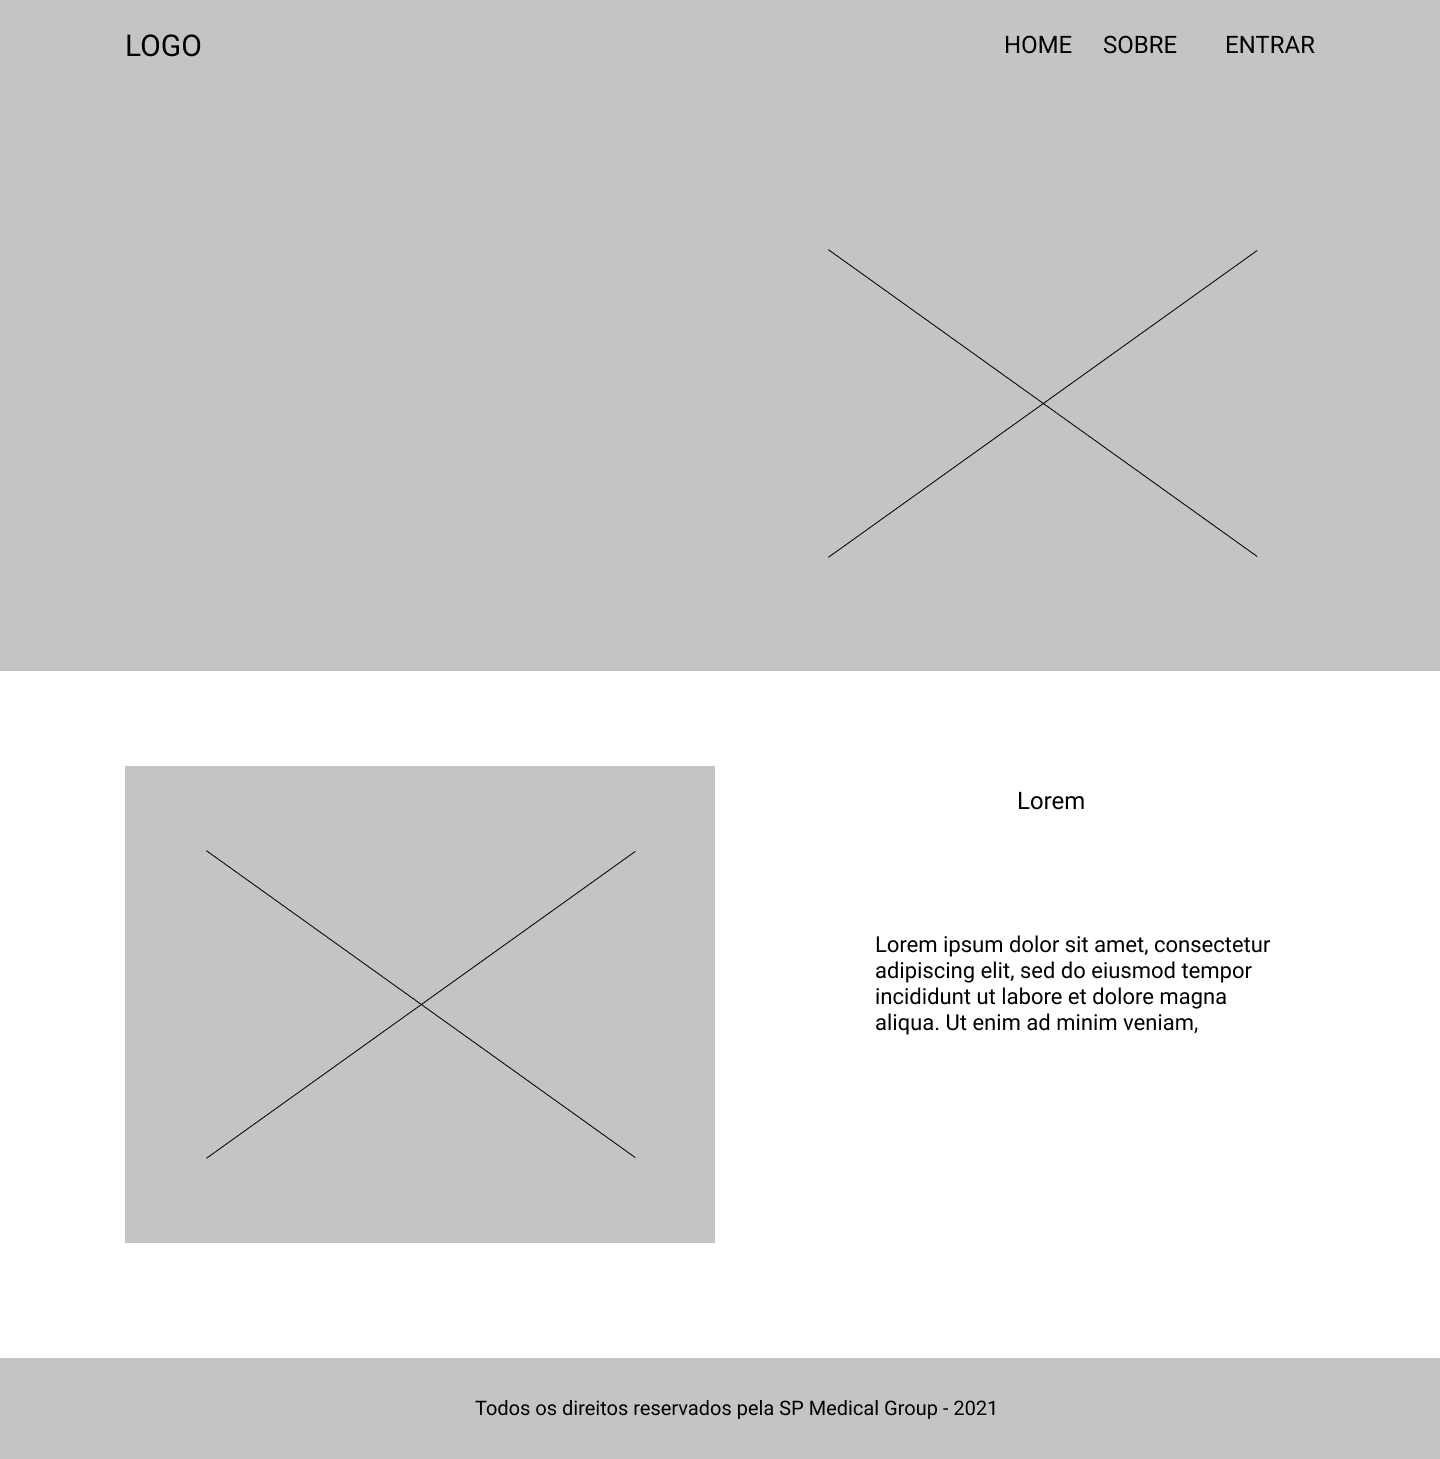 LOGO
HOME SOBRE ENTRAR
Lorem
Lorem ipsum dolor sit amet, consectetur
adipiscing elit, sed do eiusmod tempor
incididunt ut labore et dolore magna
aliqua. Ut enim ad minim veniam,
Todos os direitos reservados pela SP Medical Group - 2021